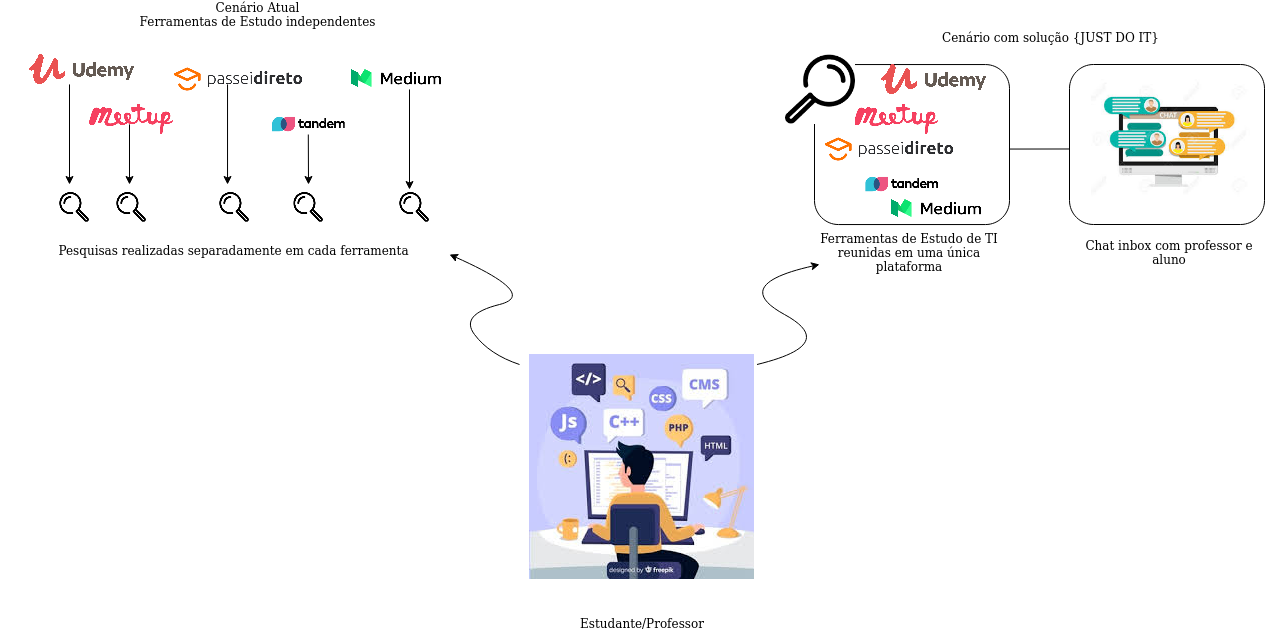 Cenário Atual
Ferramentas de Estudo independentes
Udemy
passeidireto
Medium
meetup
tandem
Pesquisas realizadas separadamente em cada ferramenta
Cenário com solução {JUST DO IT}
Udemy
meetup
passeidireto
tandem
Medium
CHAT
Ferramentas de Estudo de TI
reunidas em uma única
plataforma
Chat inbox com professor e
aluno
</>
CMS
CSS
Js
C++
PHP
HTML
{:
designed by freepik
Estudante/Professor